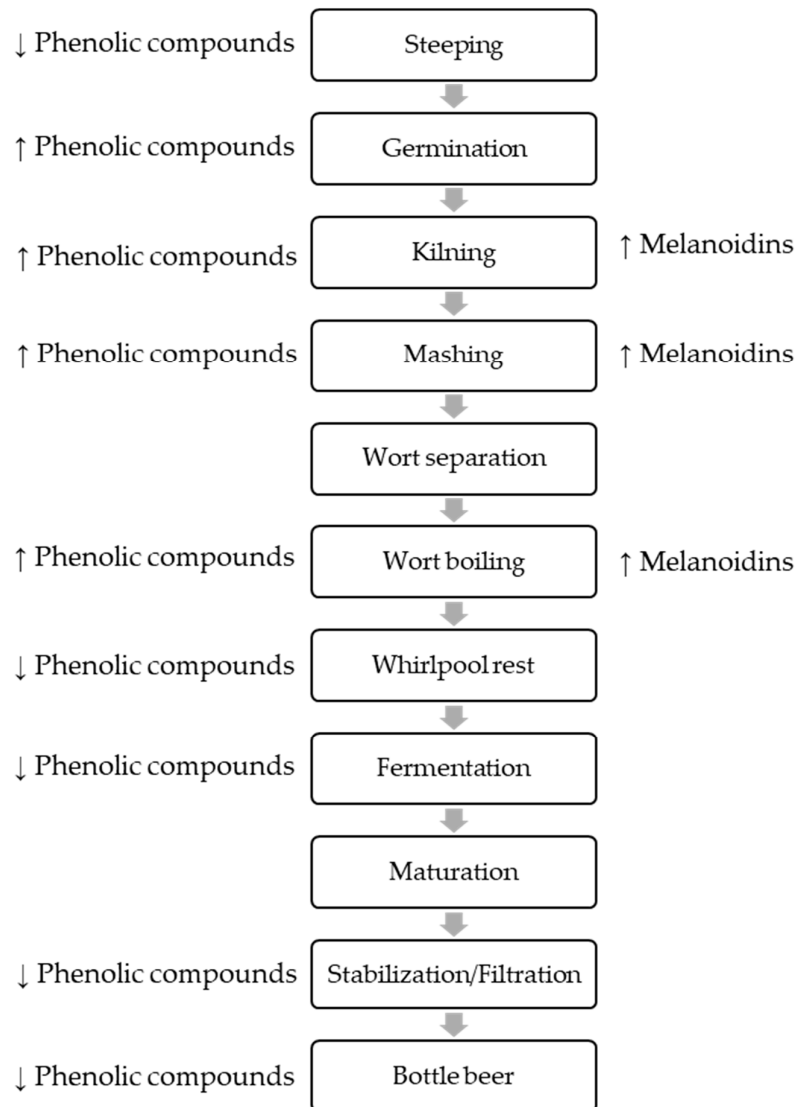 ↓ Phenolic compounds
Steeping
↑ Phenolic compounds
Germination
↑ Phenolic compounds
Kilning
↑ Melanoidins
↑ Phenolic compounds
Mashing
↑ Melanoidins
Wort separation
↑ Phenolic compounds
Wort boiling
↑ Melanoidins
↓ Phenolic compounds
Whirlpool rest
↓ Phenolic compounds
Fermentation
Maturation
↓ Phenolic compounds
Stabilization/Filtration
↓ Phenolic compounds
Bottle beer